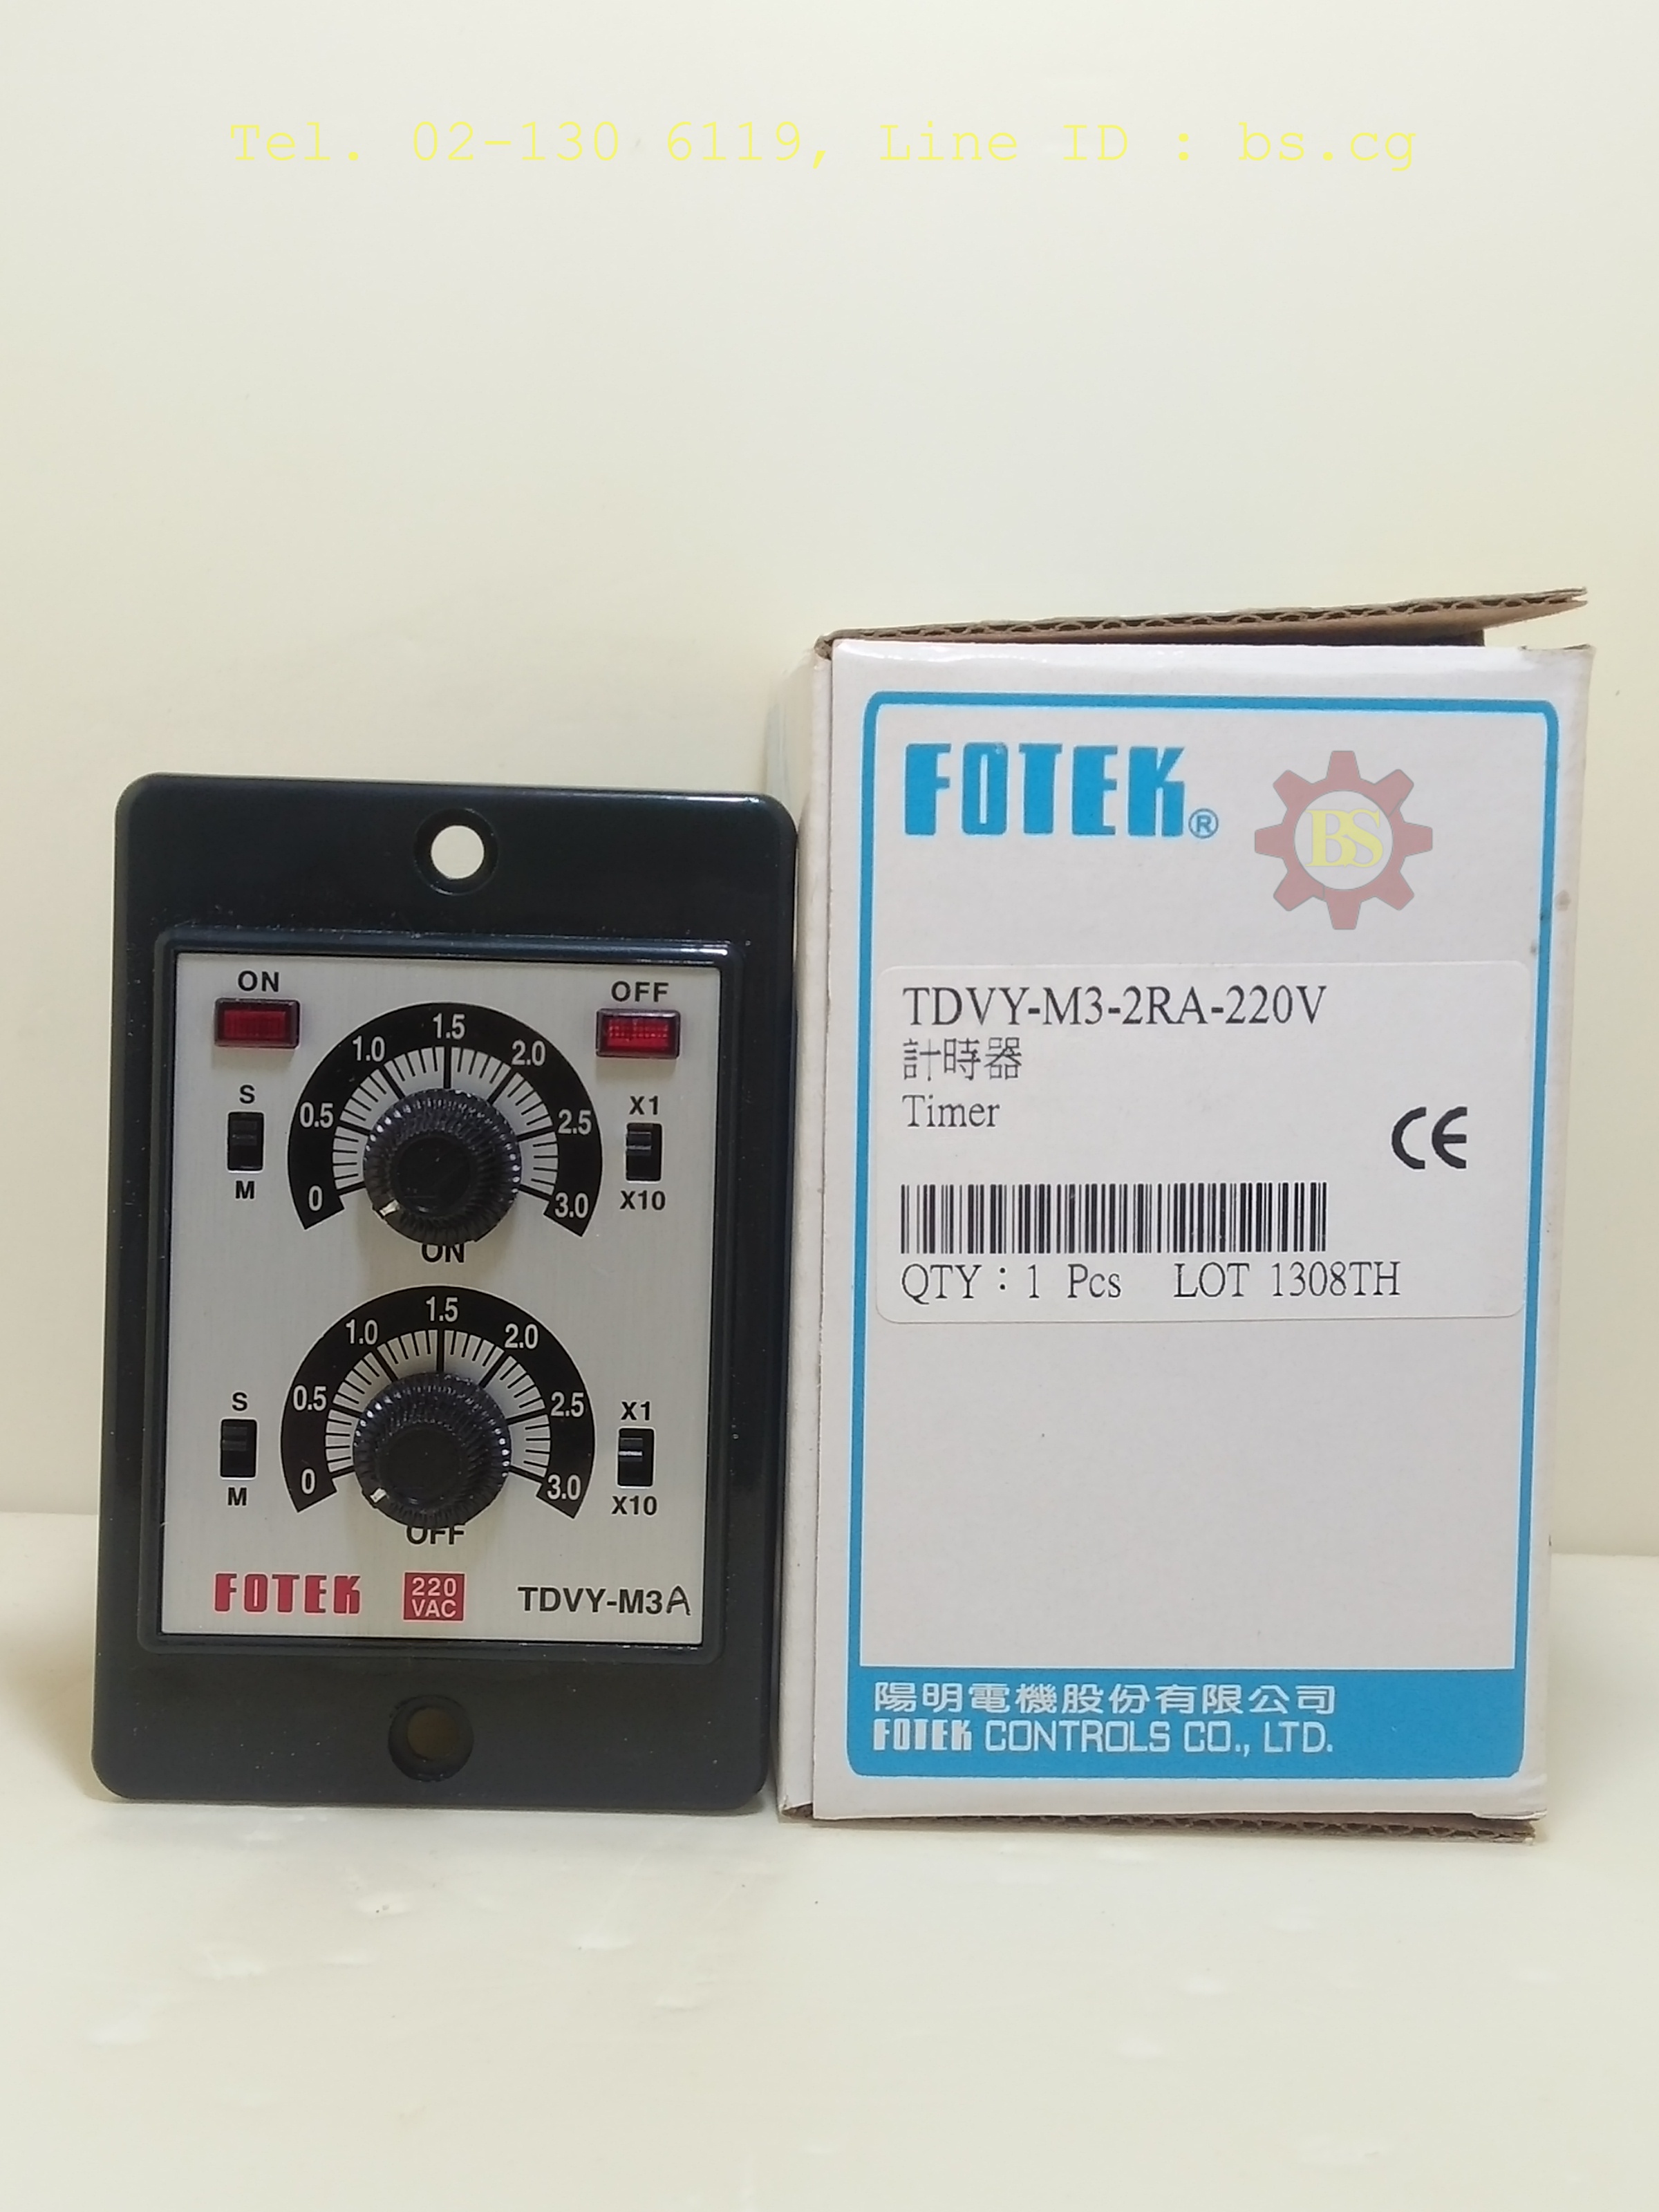 Tel. 02-130 6119, Line ID : bs.cg
ON
OFF
1.5
1.0
2.0
0.5
2.5
0
3.0
S
M
X1
X10
ON
1.5
1.0
2.0
0.5
2.5
0
3.0
S
M
X1
X10
OFF
FOTEK
220
VAC
TDVY-M3A
FOTEK®
BS
TDVY-M3-2RA-220V
計時器
Timer
CE
QTY : 1 Pcs LOT 1308TH
陽明電機股份有限公司
FOTEK CONTROLS CO., LTD.